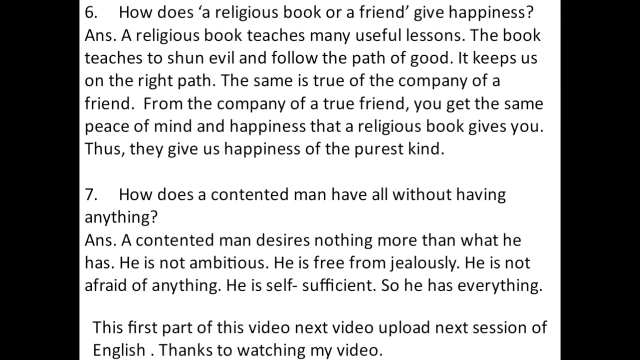 6. How does ‘a religious book or a friend’ give happiness?
Ans. A religious book teaches many useful lessons. The book
teaches to shun evil and follow the path of good. It keeps us
on the right path. The same is true of the company of a
friend. From the company of a true friend, you get the same
peace of mind and happiness that a religious book gives you.
Thus, they give us happiness of the purest kind.
7. How does a contented man have all without having
anything?
Ans. A contented man desires nothing more than what he
has. He is not ambitious. He is free from jealously. He is not
afraid of anything. He is self- sufficient. So he has everything.
This first part of this video next video upload next session of
English . Thanks to watching my video.